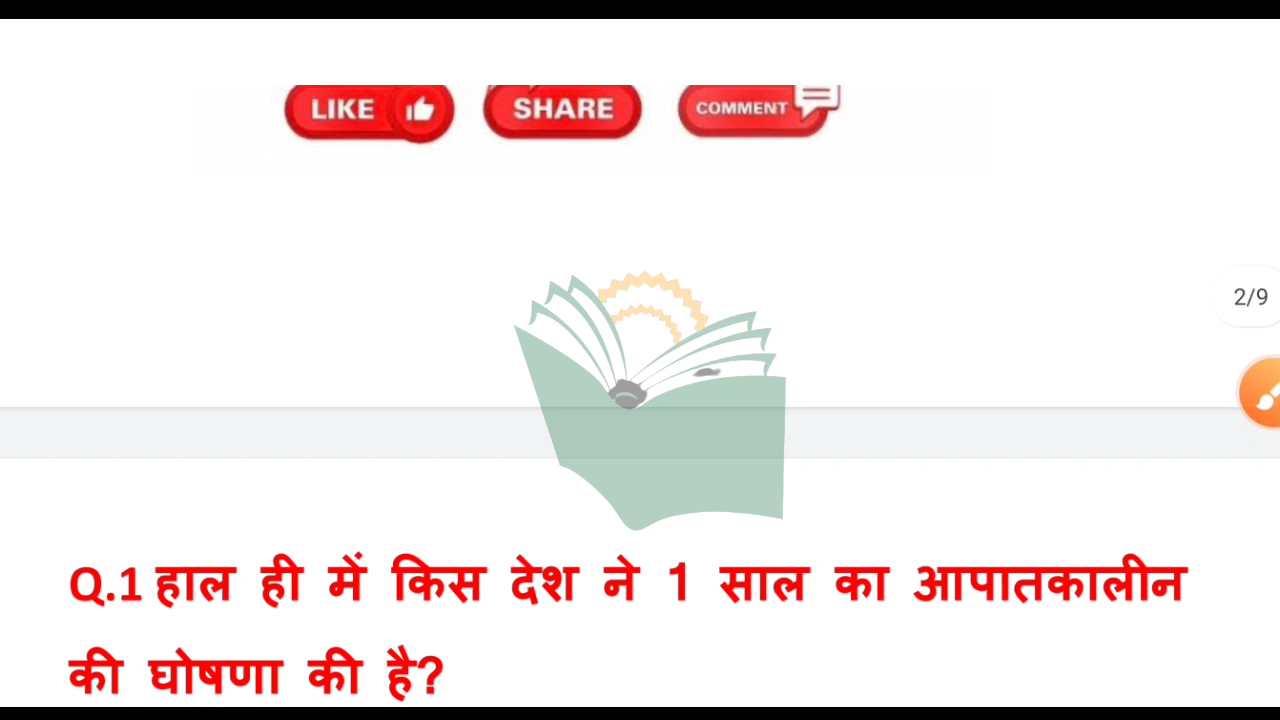 LIKE SHARE COMMENT
2/9
Q.1 हाल ही में किस देश ने 1 साल का आपातकालीन
की घोषणा की है?